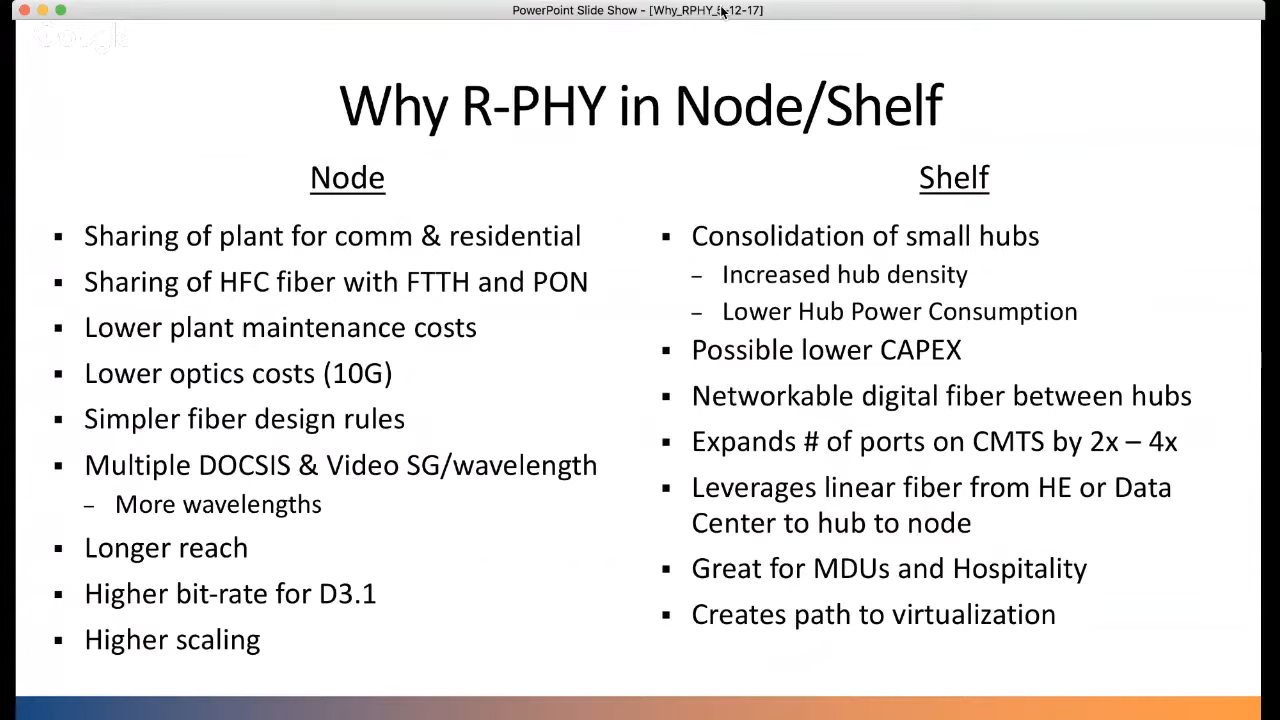 PowerPoint Slide Show - [Why_RPHY_5-12-17]
Google
Why R-PHY in Node/Shelf
Node
▪ Sharing of plant for comm & residential
▪ Sharing of HFC fiber with FTTH and PON
▪ Lower plant maintenance costs
▪ Lower optics costs (10G)
▪ Simpler fiber design rules
▪ Multiple DOCSIS & Video SG/wavelength
– More wavelengths
▪ Longer reach
▪ Higher bit-rate for D3.1
▪ Higher scaling
Shelf
▪ Consolidation of small hubs
– Increased hub density
– Lower Hub Power Consumption
▪ Possible lower CAPEX
▪ Networkable digital fiber between hubs
▪ Expands # of ports on CMTS by 2x – 4x
▪ Leverages linear fiber from HE or Data
Center to hub to node
▪ Great for MDUs and Hospitality
▪ Creates path to virtualization